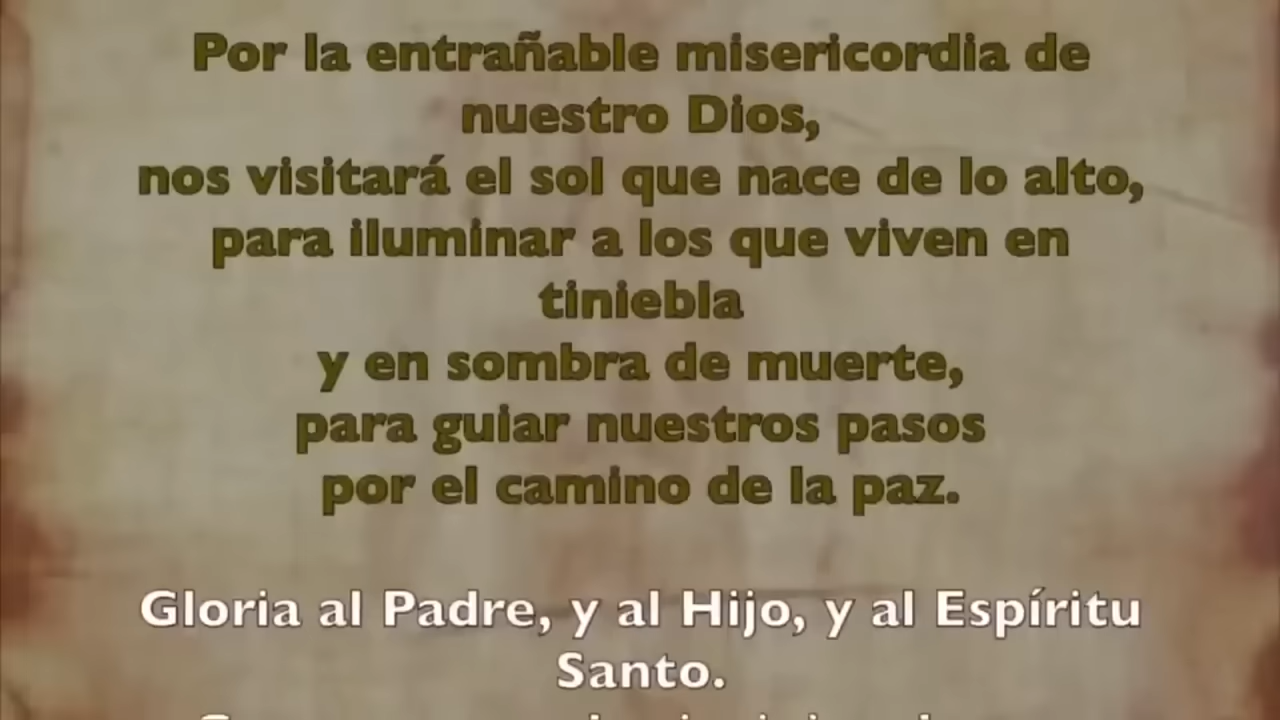 Por la entrañable misericordia de
nuestro Dios,
nos visitará el sol que nace de lo alto,
para iluminar a los que viven en
tiniebla
y en sombra de muerte,
para guiar nuestros pasos
por el camino de la paz.
Gloria al Padre, y al Hijo, y al Espíritu
Santo.